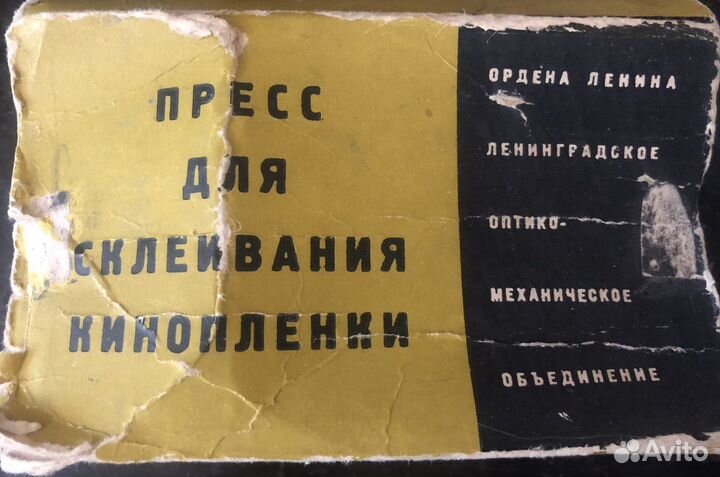 ПРЕСС
ДЛЯ
СКЛЕИВАНИЯ
КИНОПЛЕНКИ
ОРДЕНА ЛЕНИНА
ЛЕНИНГРАДСКОЕ
ОПТИКО-
МЕХАНИЧЕСКОЕ
ОБЪЕДИНЕНИЕ
Avito